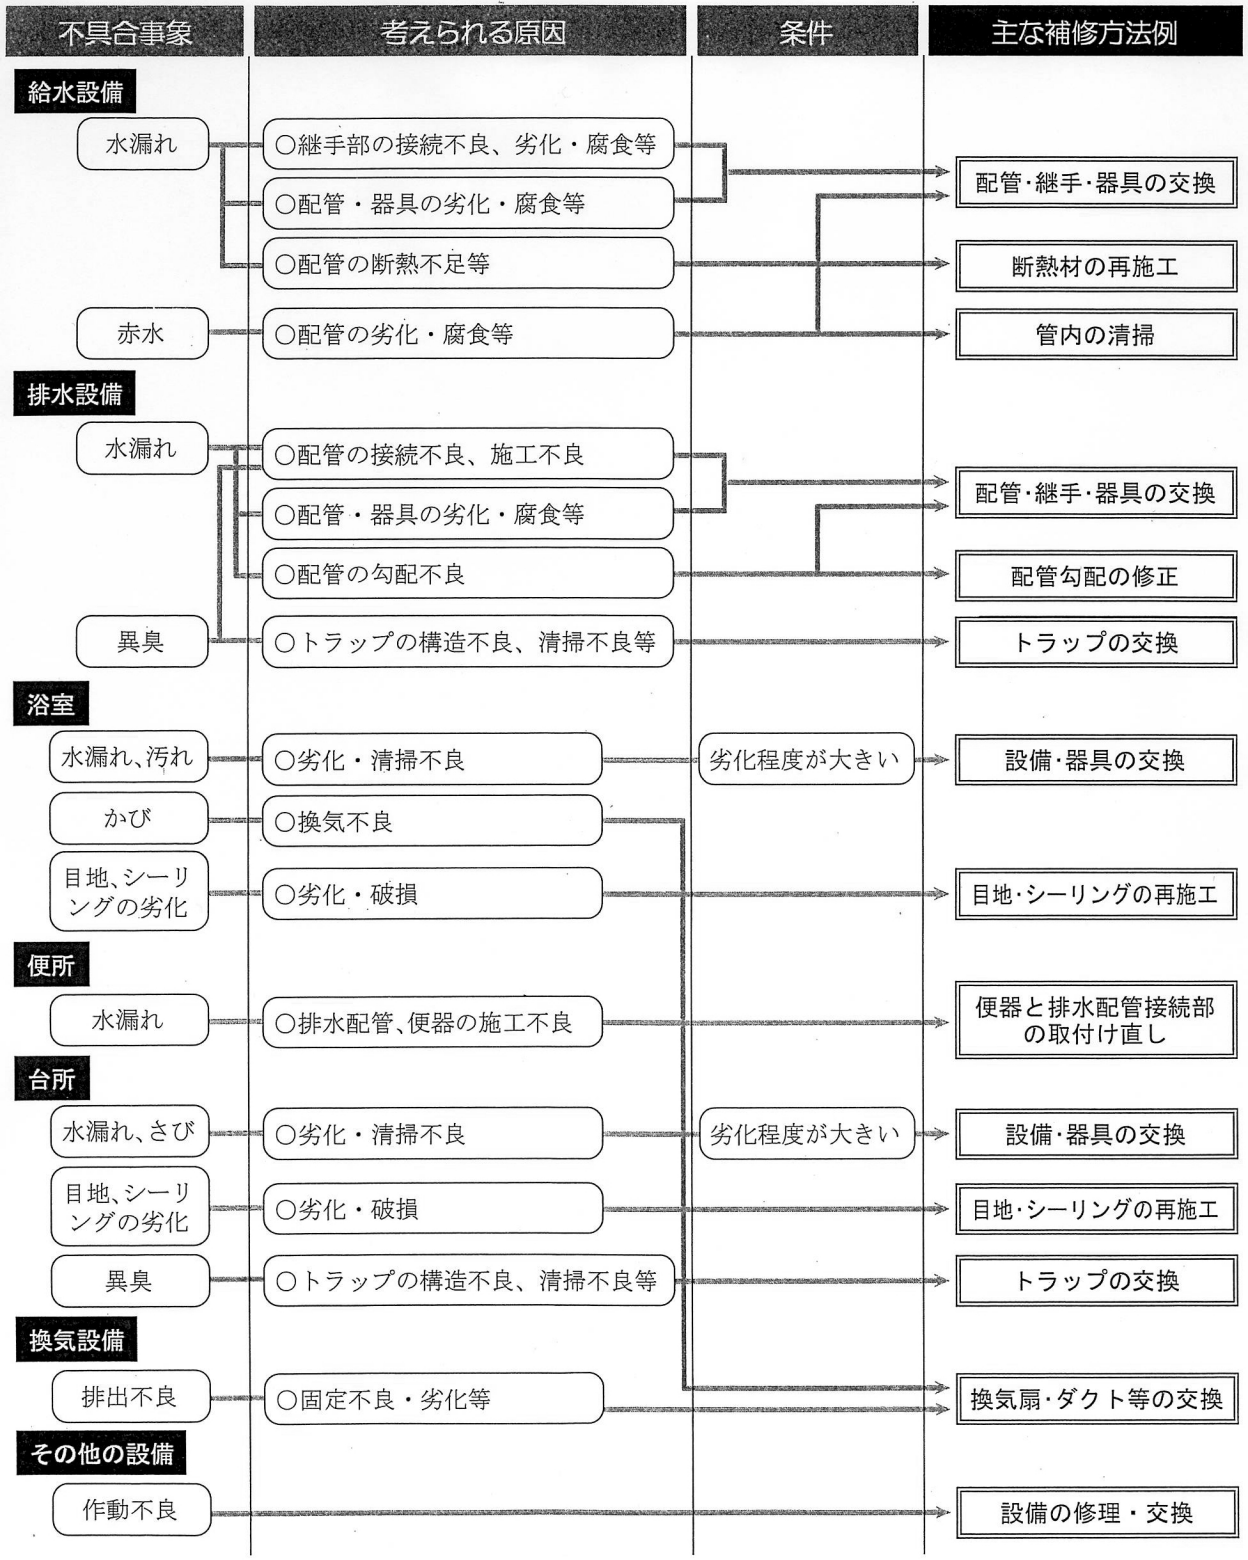 不具合事象 考えられる原因 条件 主な補修方法例
給水設備
水漏れ ○継手部の接続不良、劣化・腐食等
配管・継手・器具の交換
○配管・器具の劣化・腐食等
○配管の断熱不足等 断熱材の再施工
赤水 ○配管の劣化・腐食等 管内の清掃
排水設備
水漏れ ○配管の接続不良、施工不良
配管・継手・器具の交換
○配管・器具の劣化・腐食等
○配管の勾配不良 配管勾配の修正
異臭 ○トラップの構造不良、清掃不良等 トラップの交換
浴室
水漏れ、汚れ ○劣化・清掃不良 劣化程度が大きい 設備・器具の交換
かび ○換気不良
目地、シーリ
ングの劣化
○劣化・破損 目地・シーリングの再施工
便所
水漏れ ○排水配管、便器の施工不良
便器と排水配管接続部
の取付け直し
台所
水漏れ、さび ○劣化・清掃不良 劣化程度が大きい 設備・器具の交換
目地、シーリ
ングの劣化
○劣化・破損 目地・シーリングの再施工
異臭 ○トラップの構造不良、清掃不良等 トラップの交換
換気設備
排出不良 ○固定不良・劣化等 換気扇・ダクト等の交換
その他の設備
作動不良 設備の修理・交換